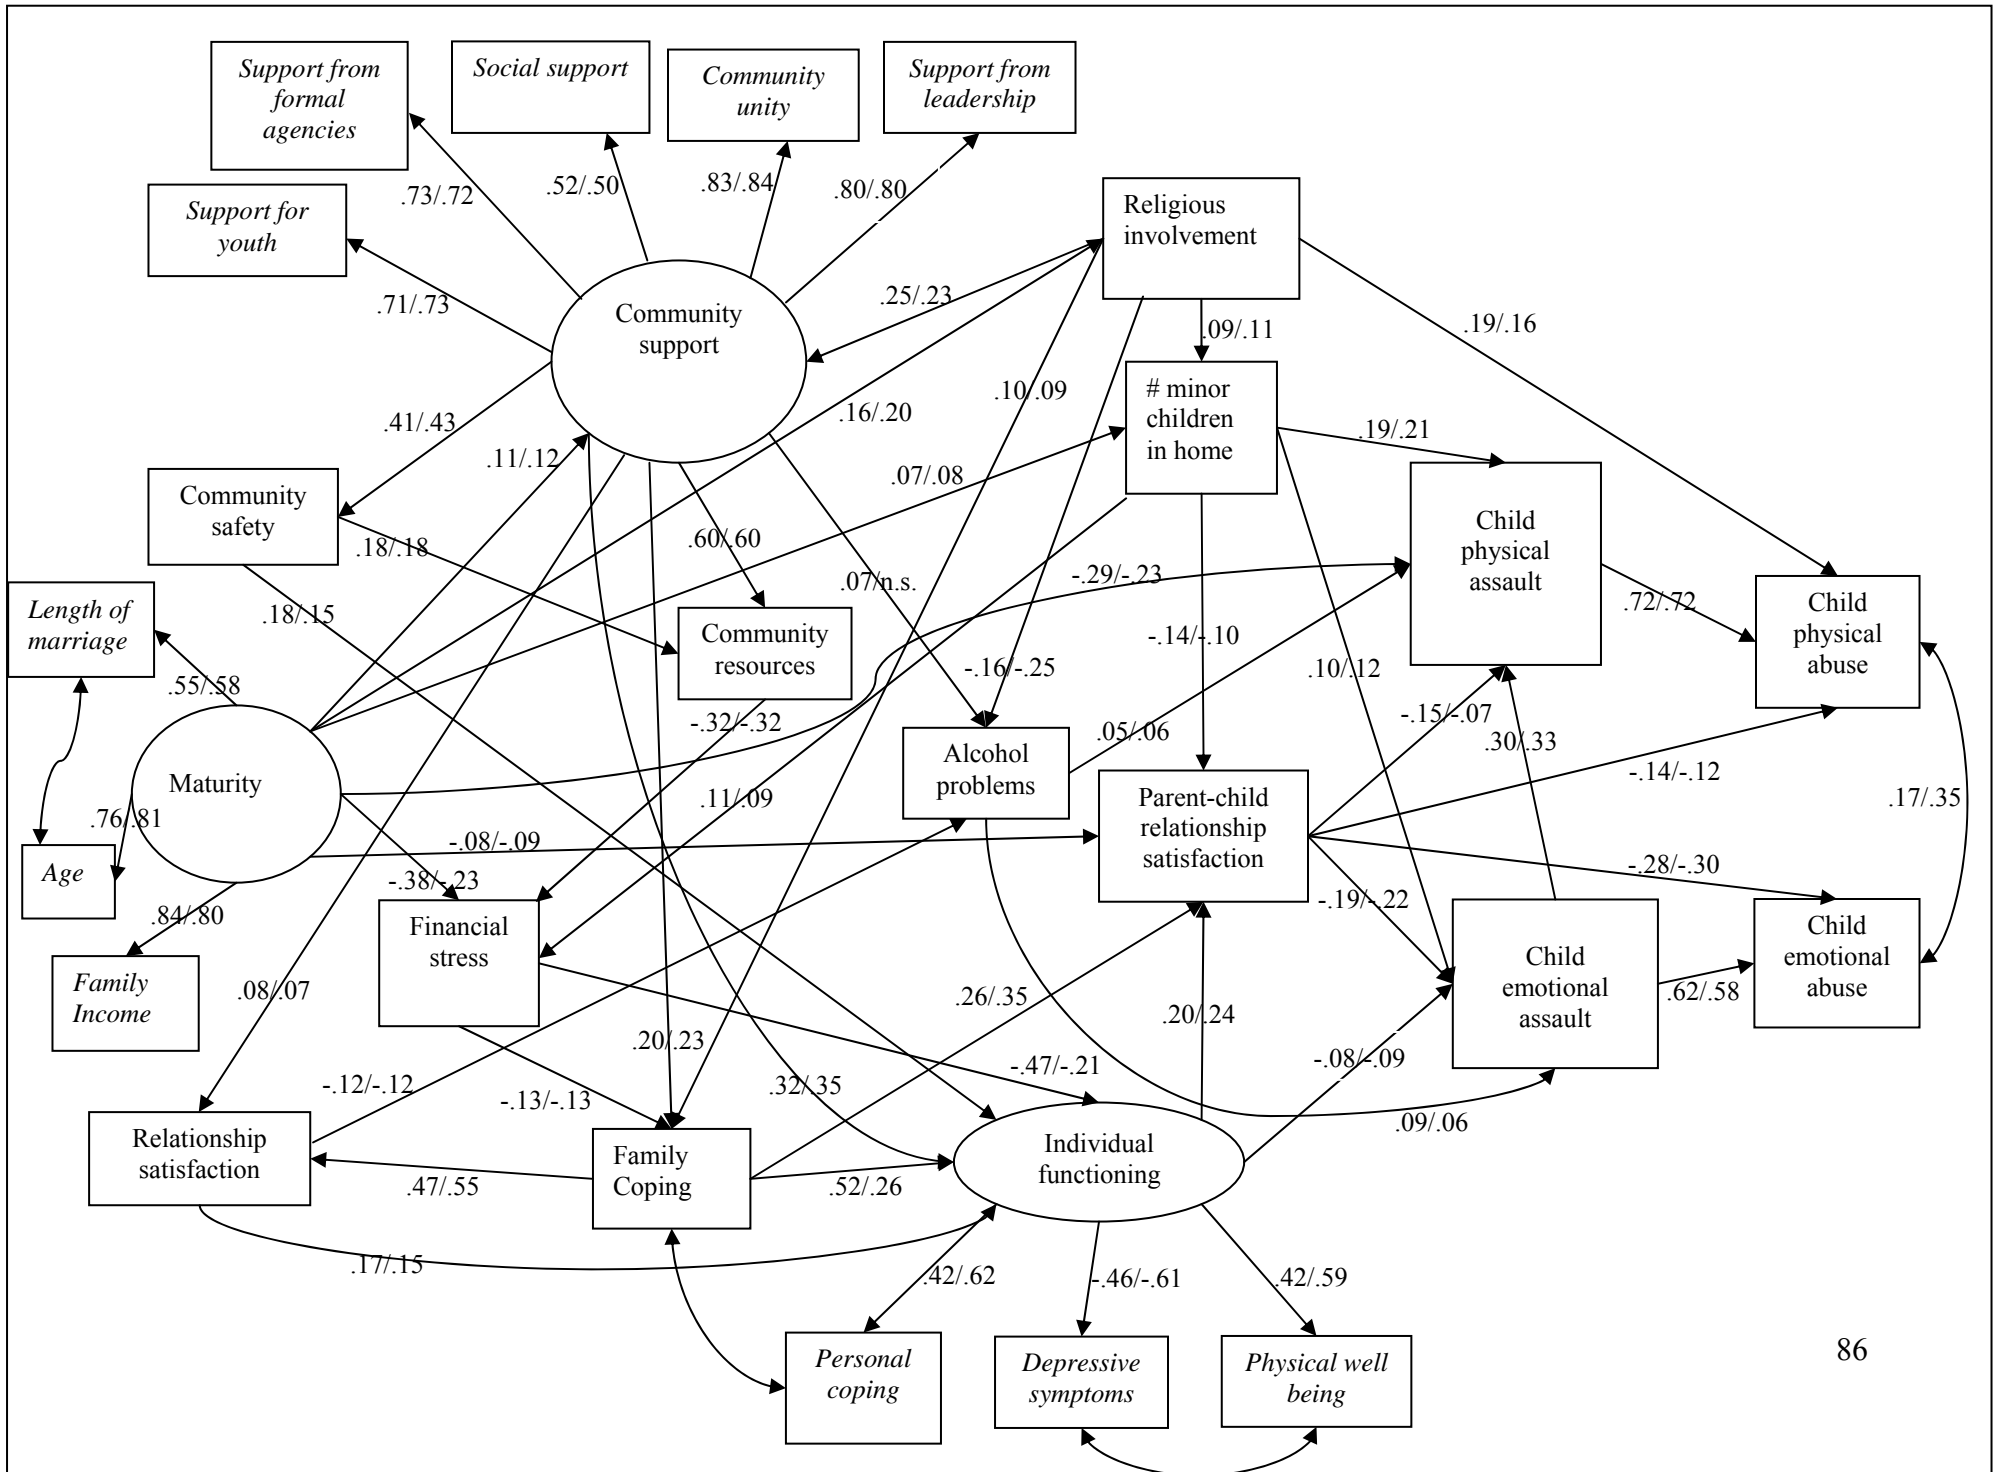 Support from
formal
agencies
Social support
Community
unity
Support from
leadership
.73/.72
.52/.50
.83/.84
.80/.80
Support for
youth
.71/.73
Community
support
Religious
involvement
.25/.23
.09/.11
.19/.16
# minor
children
in home
.10/.09
.16/.20
.41/.43
.11/.12
.07/.08
.19/.21
Community
safety
.18/.18
.60/.60
.07/n.s.
-.29/-.23
Child
physical
assault
.72/.72
Child
physical
abuse
Length of
marriage
.18/.15
Community
resources
-.14/-.10
-.16/-.25
.10/.12
.55/.58
-.32/-.32
.05/.06
-.15/-.07
.30/.33
-.14/-.12
.17/.35
Maturity
Alcohol
problems
Parent-child
relationship
satisfaction
.11/.09
.76/.81
-.08/-.09
Age
-.38/-.23
-.28/-.30
-.19/-.22
.84/.80
Financial
stress
Child
emotional
abuse
Child
emotional
assault
.62/.58
Family
Income
.08/.07
.26/.35
.20/.24
.20/.23
-.47/-.21
-.08/-.09
-.12/-.12
-.13/-.13
.32/.35
.09/.06
Relationship
satisfaction
Family
Coping
Individual
functioning
.47/.55
.52/.26
.17/.15
.42/.62
-.46/-.61
.42/.59
Personal
coping
Depressive
symptoms
Physical well
being
86